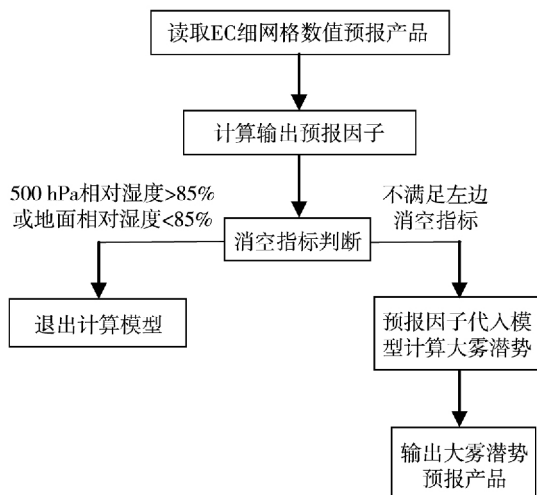 读取EC细网格数值预报产品
计算输出预报因子
500 hPa相对湿度>85%
或地面相对湿度<85%
不满足左边
消空指标
消空指标判断
退出计算模型
预报因子代入模
型计算大雾潜势
输出大雾潜势
预报产品